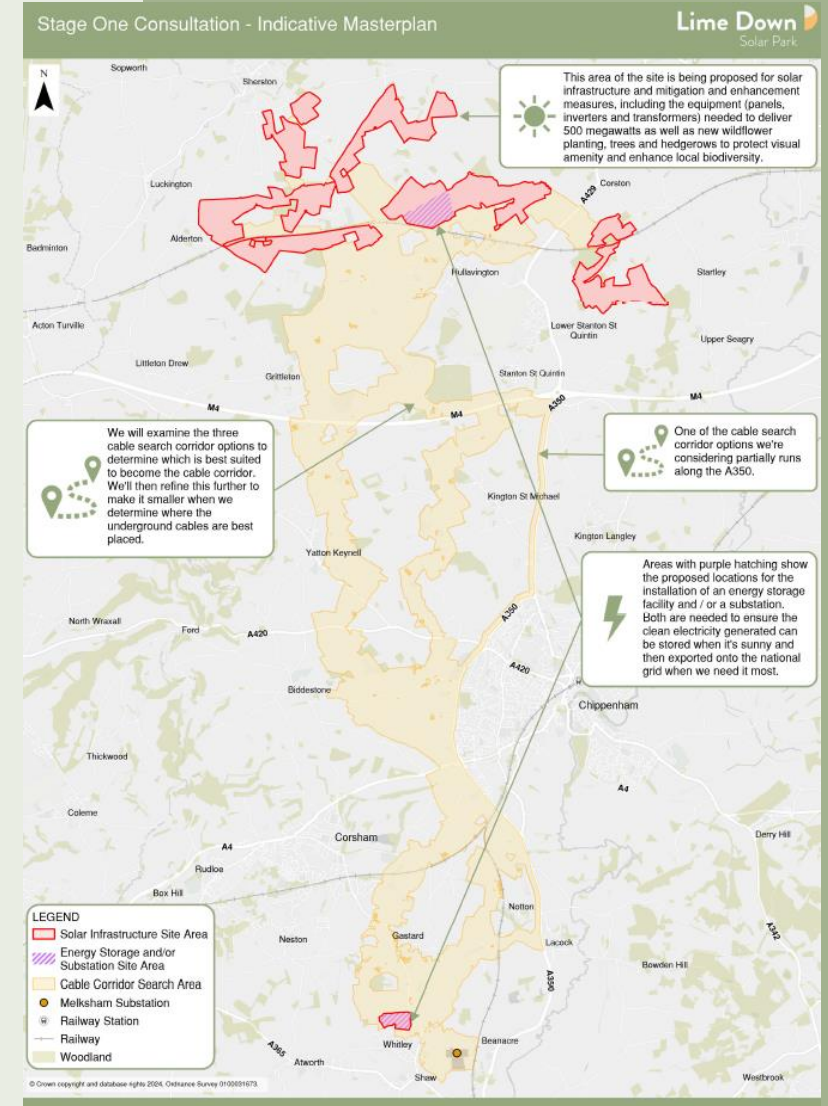 Stage One Consultation - Indicative Masterplan
Lime Down
Solar Park
N
Sopworth
Sherston
This area of the site is being proposed for solar
infrastructure and mitigation and enhancement
measures, including the equipment (panels,
inverters and transformers) needed to deliver
500 megawatts as well as new wildflower
planting, trees and hedgerows to protect visual
amenity and enhance local biodiversity.
Luckington
Corston
A429
Alderton
Badminton
Hullavington
Startley
Acton Turville
Lower Stanton St
Quintin
Upper Seagry
Littleton Drew
Grittleton
Stanton St Quintin
M4
M4
M4
A350
We will examine the three
cable search corridor options to
determine which is best suited
to become the cable corridor.
We'll then refine this further to
make it smaller when we
determine where the
underground cables are best
placed.
One of the cable search
corridor options we're
considering partially runs
along the A350.
Kington St Michael
Kington Langley
Yatton Keynell
Areas with purple hatching show
the proposed locations for the
installation of an energy storage
facility and / or a substation.
Both are needed to ensure the
clean electricity generated can
be stored when it's sunny and
then exported onto the national
grid when we need it most.
North Wraxall
Ford
A420
A350
A420
Biddestone
Chippenham
Thickwood
A4
Colerne
Corsham
Derry Hill
A4
Rudloe
Box Hill
LEGEND
Solar Infrastructure Site Area
Energy Storage and/or
Substation Site Area
Cable Corridor Search Area
Melksham Substation
Railway Station
Railway
Woodland
Notton
Neston
Gastard
Lacock
A342
Bowden Hill
A350
Whitley
Beanacre
A365
Atworth
Shaw
Westbrook
© Crown copyright and database rights 2024, Ordnance Survey 0100031673.